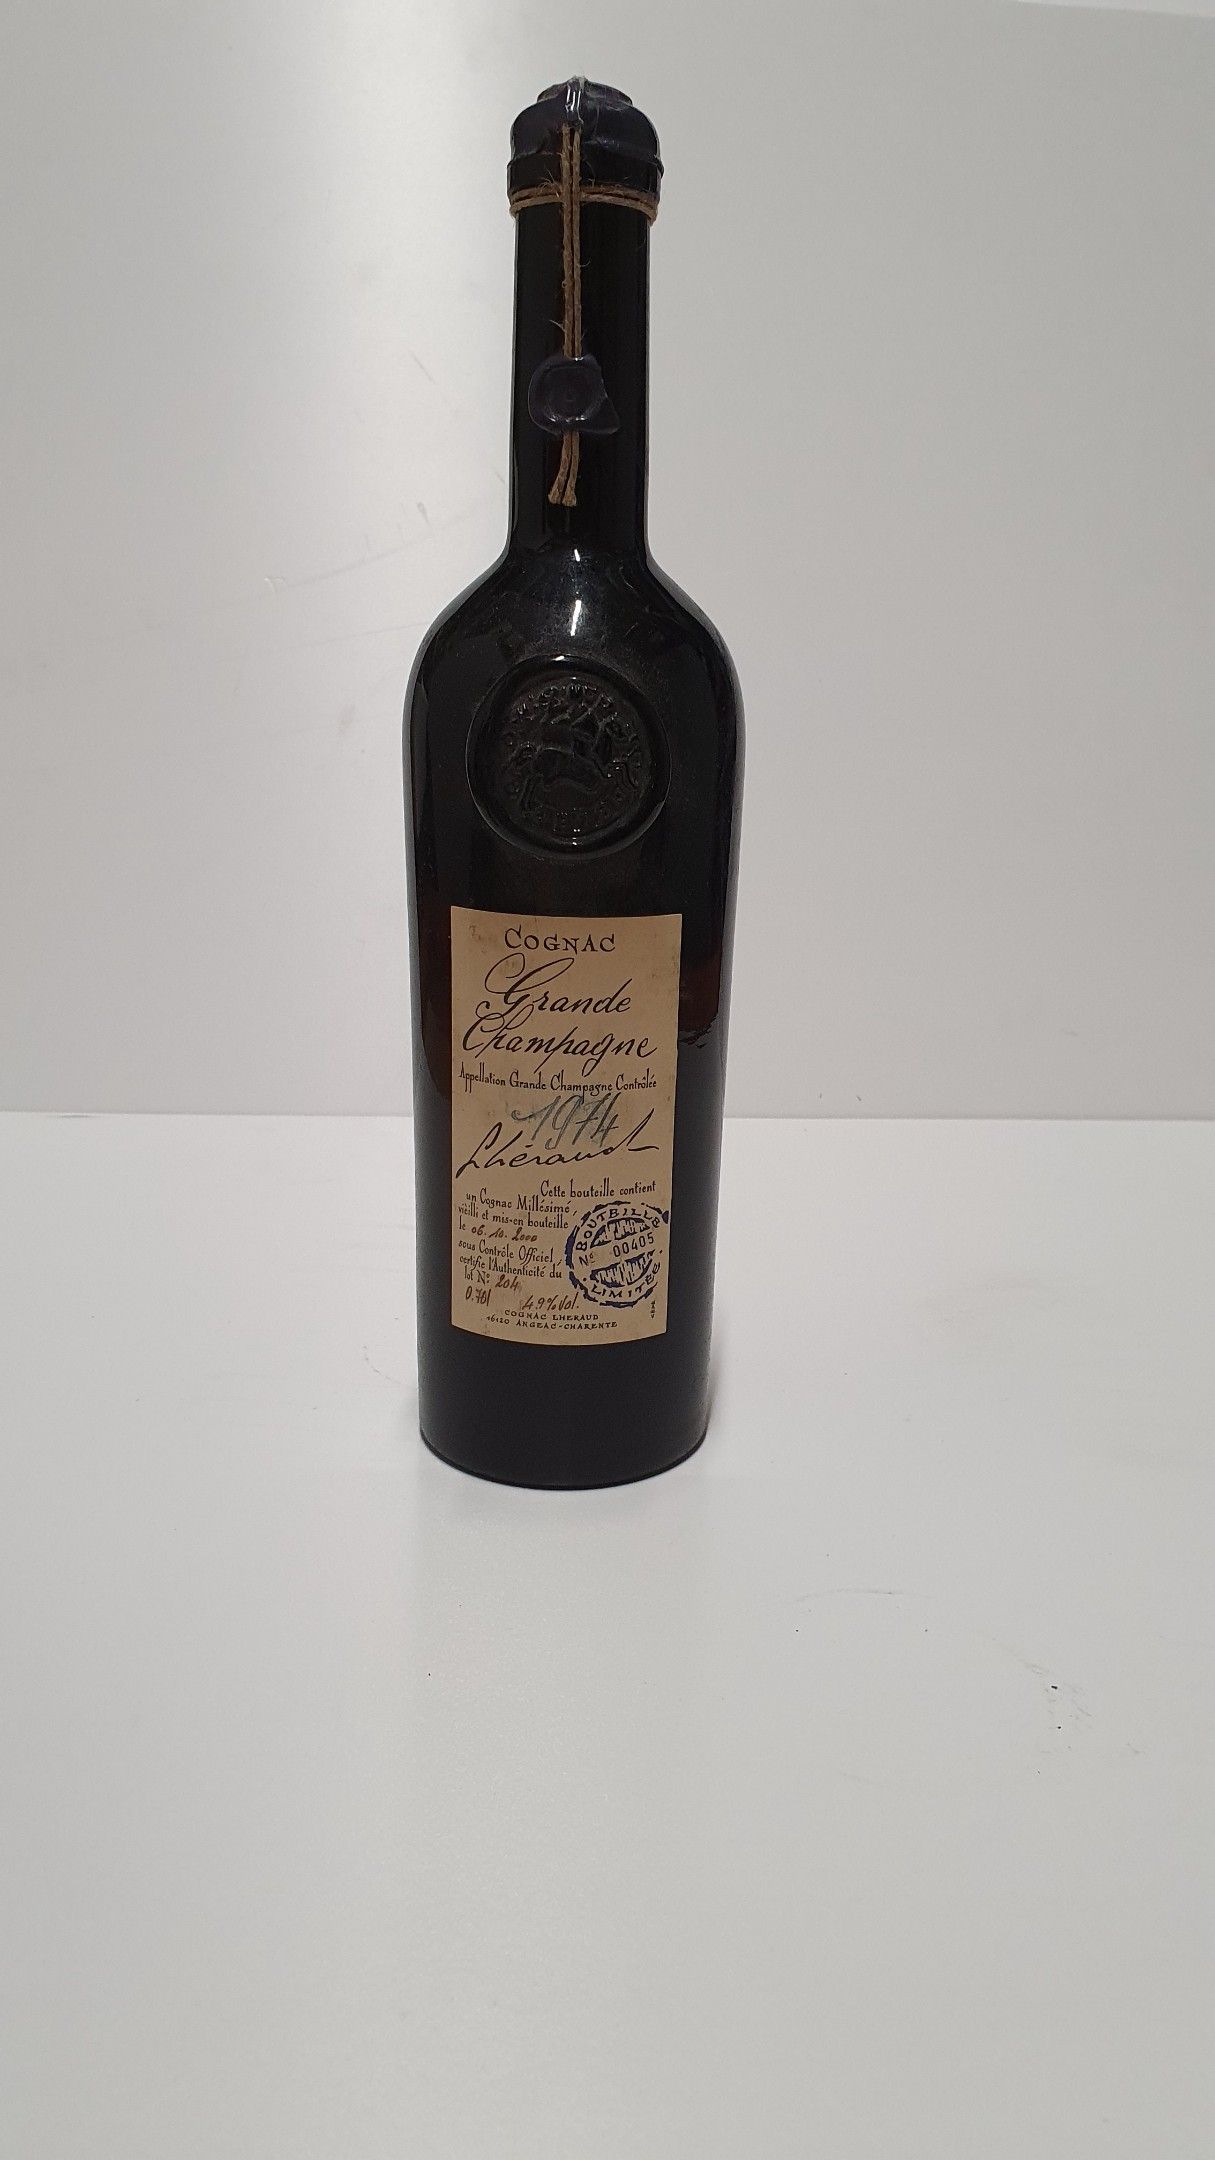 COGNAC
Grande
Champagne
Appellation Grande Champagne Contrôlée
1974
Lhéraud
Cette bouteille contient
un Cognac Millésimé,
vieilli et mis-en bouteille
le 06.10.2000
sous Contrôle Officiel
certifie l'Authenticité du
lot N° 204
0.70l 49% Vol.
BOUTEILLE
N° 00405
LIMITÉE
COGNAC LHERAUD
16120 ANGEAC-CHARENTE